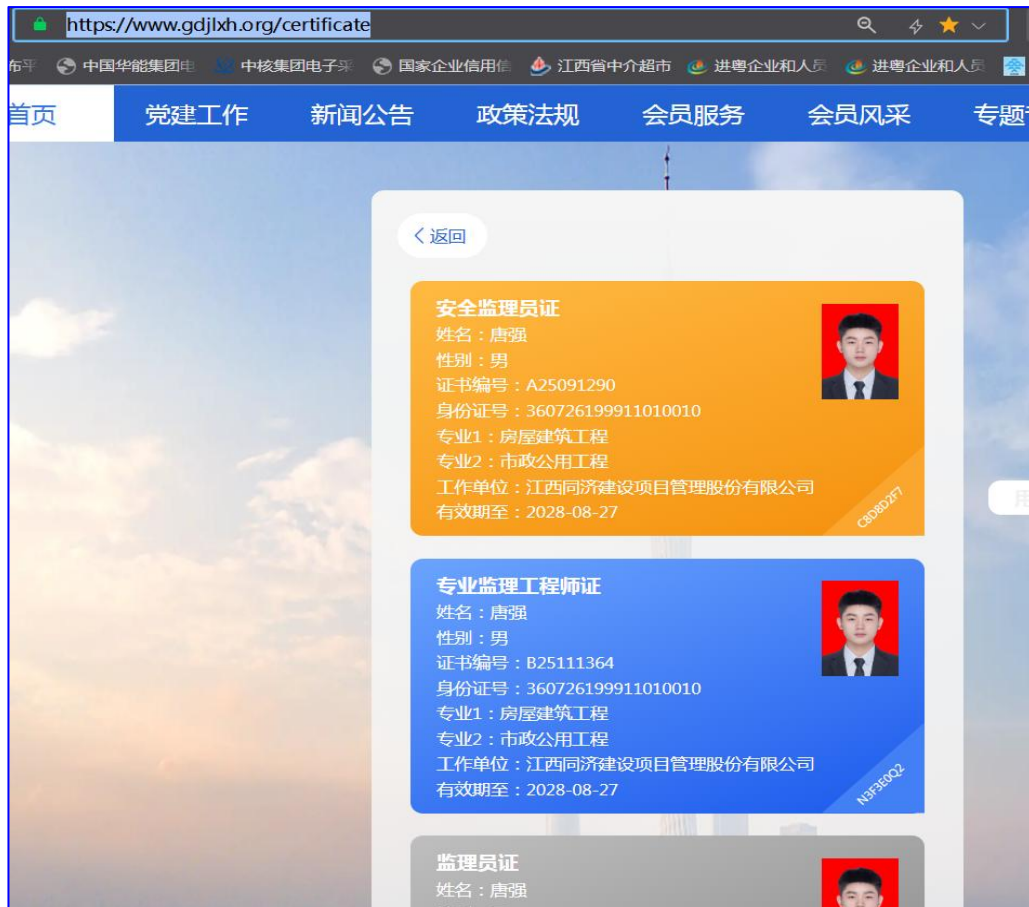 https://www.gdjlxh.org/certificate
布平 中国华能集团电 中核集团电子采 国家企业信用信 江西省中介超市 进粤企业和人员 进粤企业和人员
首页 党建工作 新闻公告 政策法规 会员服务 会员风采 专题
返回
安全监理员证
姓名：唐强
性别：男
证书编号：A25091290
身份证号：360726199911010010
专业1：房屋建筑工程
专业2：市政公用工程
工作单位：江西同济建设项目管理股份有限公司
有效期至：2028-08-27
C8D8D2F7
用
专业监理工程师证
姓名：唐强
性别：男
证书编号：B25111364
身份证号：360726199911010010
专业1：房屋建筑工程
专业2：市政公用工程
工作单位：江西同济建设项目管理股份有限公司
有效期至：2028-08-27
N3F3E0Q2
监理员证
姓名：唐强